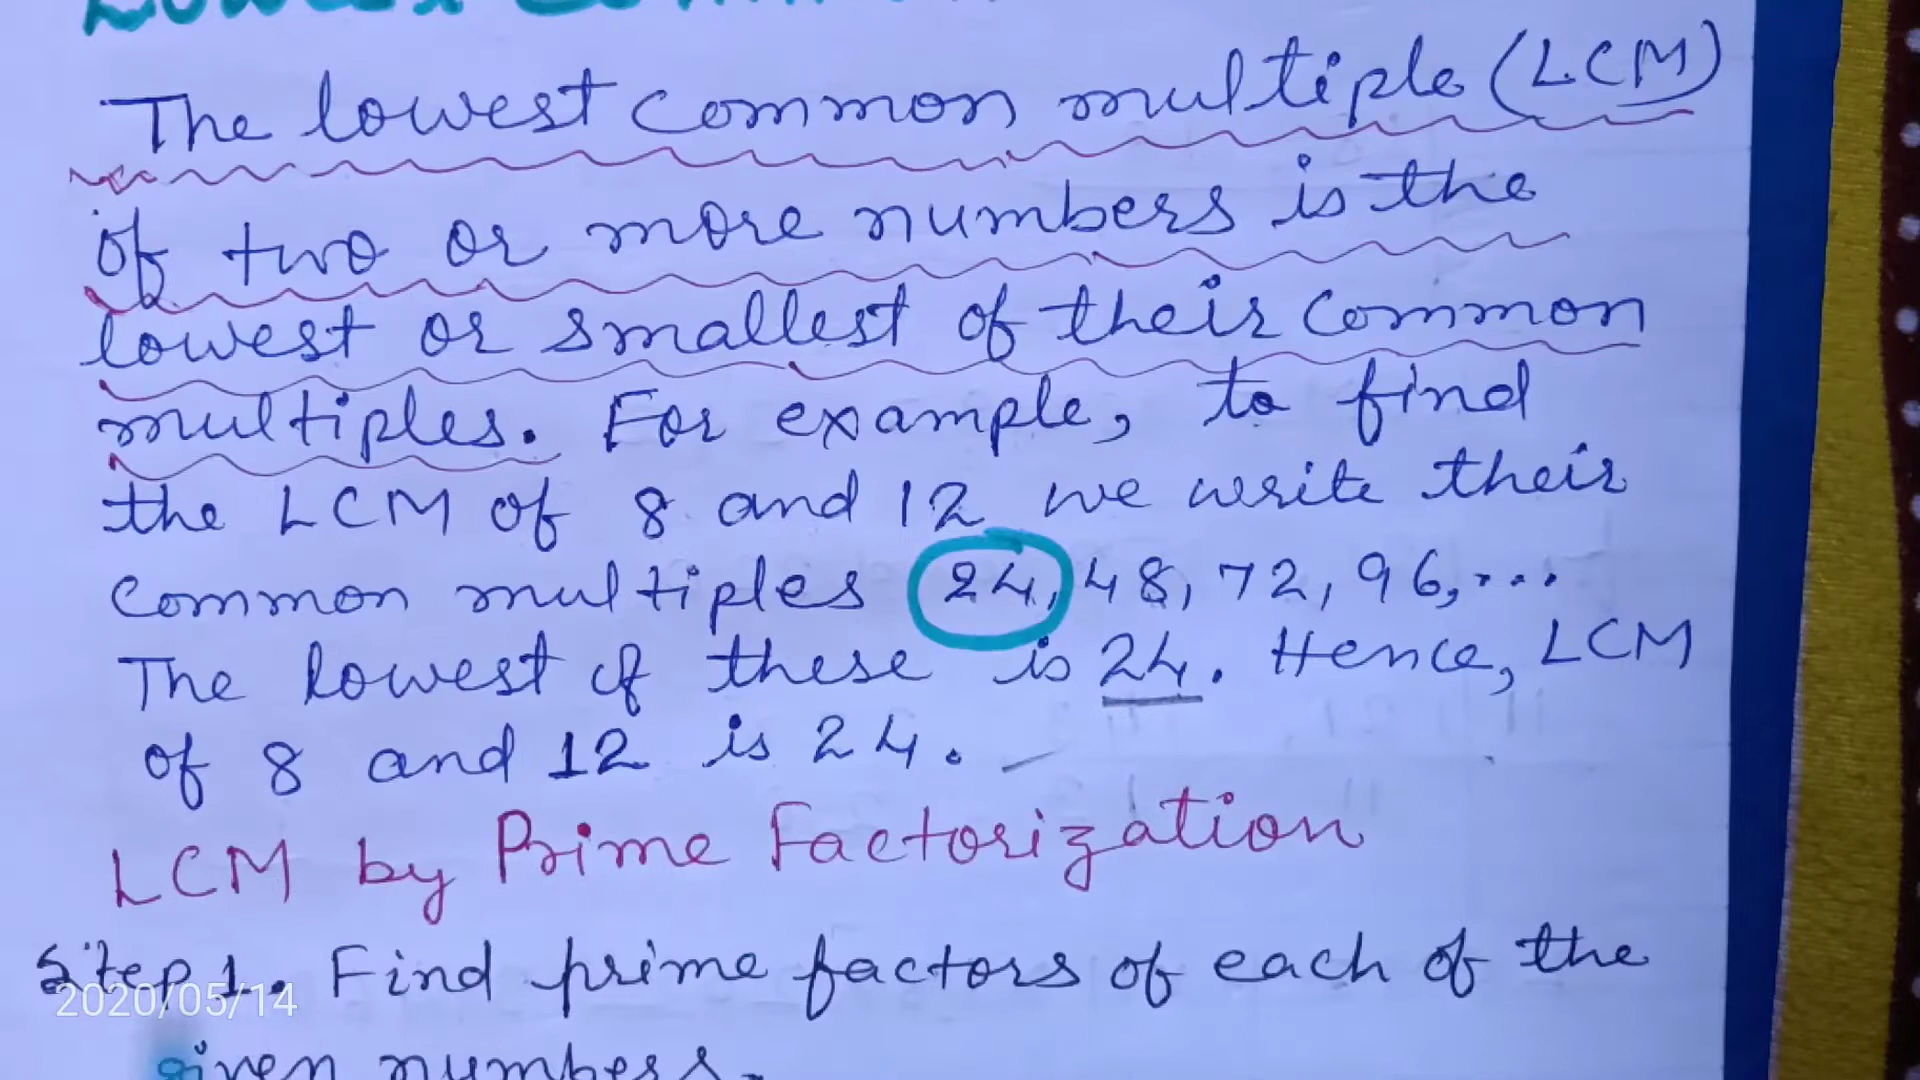 The lowest common multiple (LCM)
of two or more numbers is the
lowest or smallest of their common
multiples. For example, to find
the LCM of 8 and 12 we write their
common multiples 24, 48, 72, 96, ...
The lowest of these is 24. Hence, LCM
of 8 and 12 is 24.
LCM by Prime Factorization
Step 1. Find prime factors of each of the
2020/05/14
given numbers.